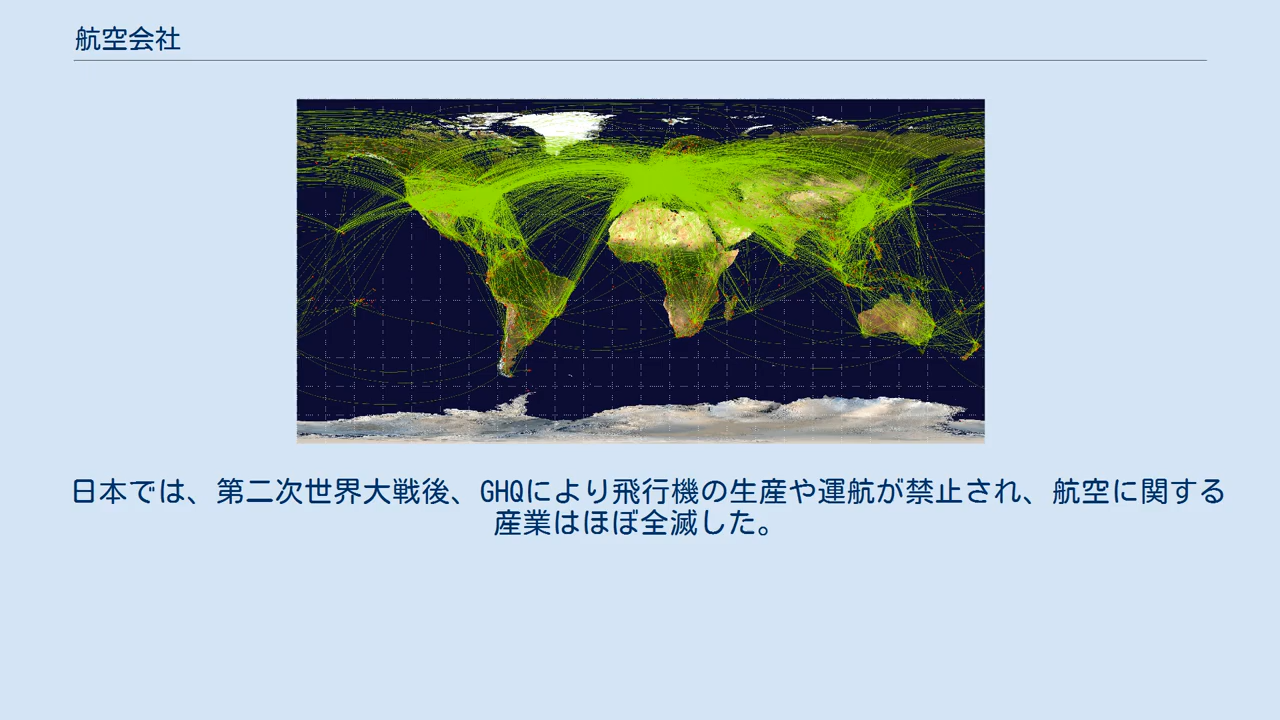 航空会社
日本では、第二次世界大戦後、GHQにより飛行機の生産や運航が禁止され、航空に関する
産業はほぼ全滅した。